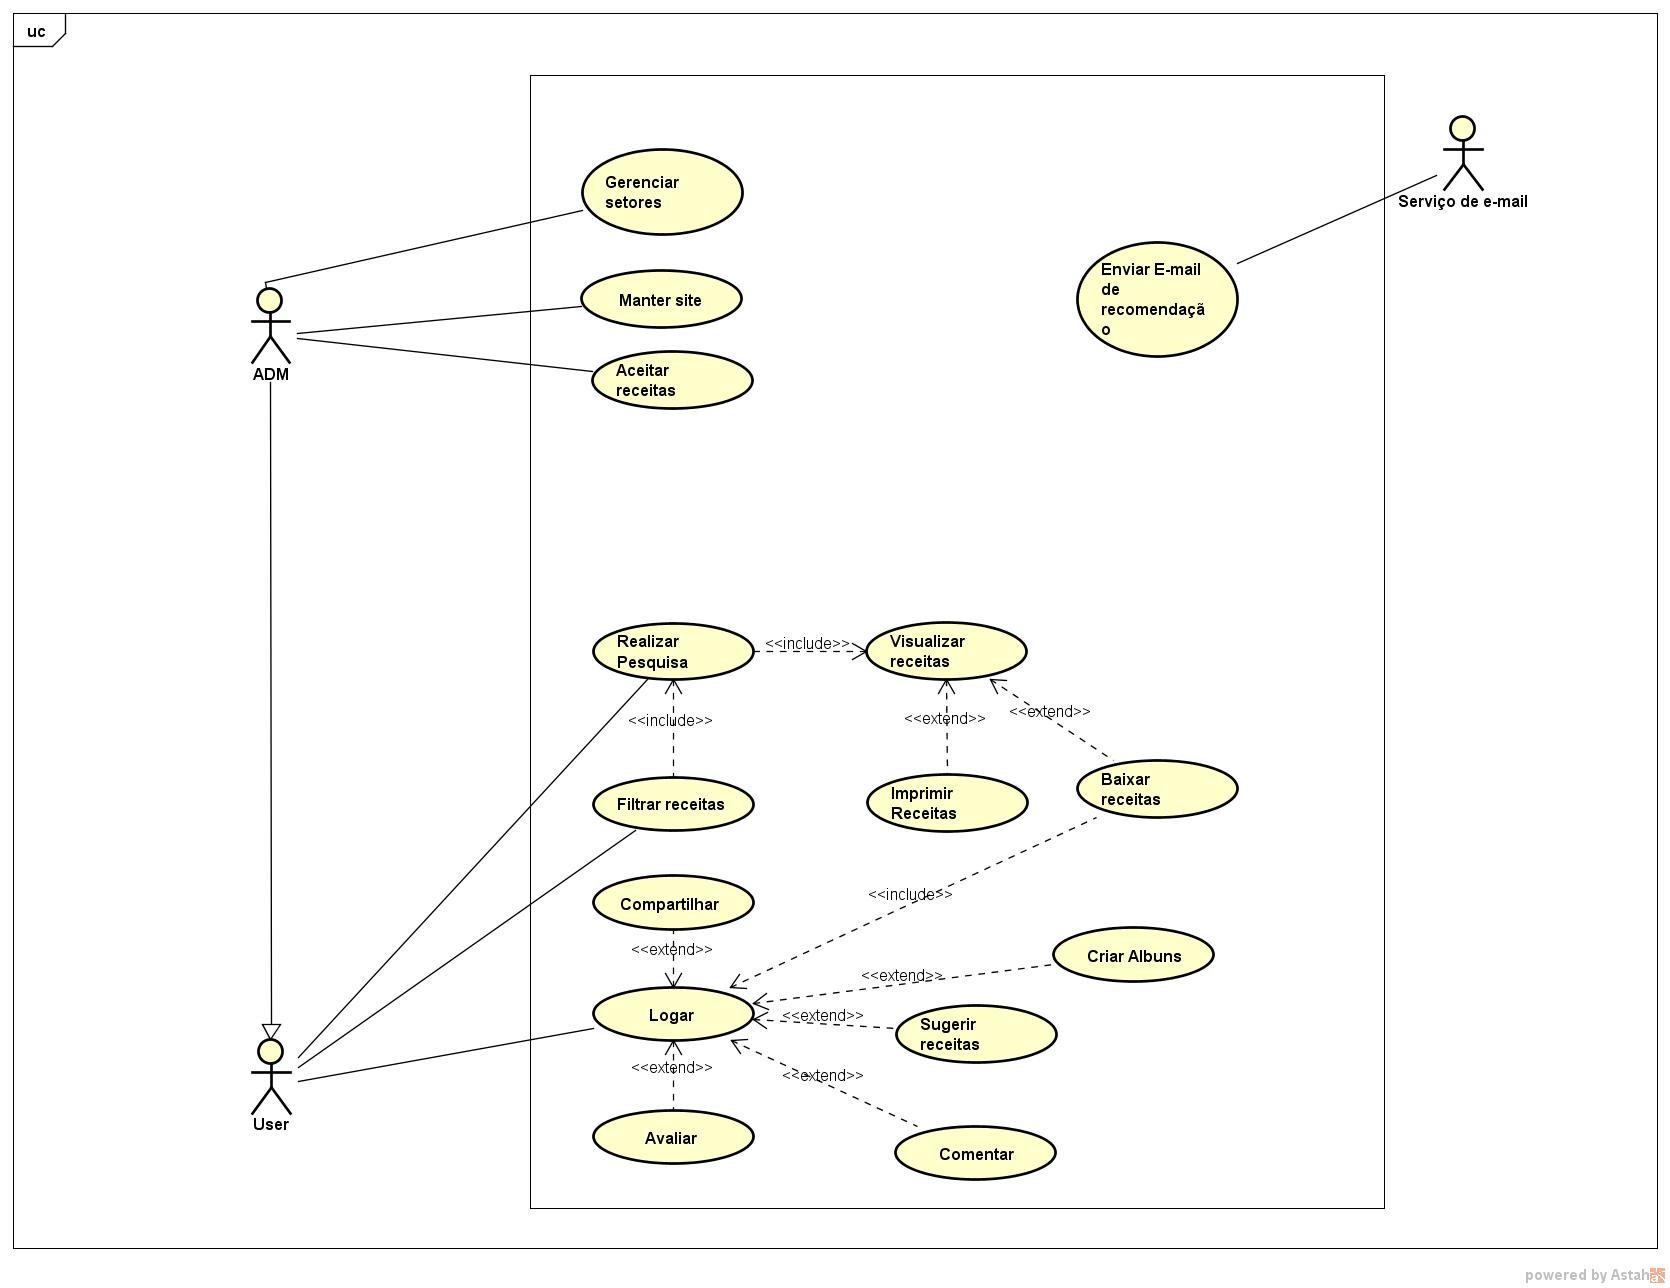 uc
Gerenciar
setores
Serviço de e-mail
Enviar E-mail
de
recomendaçã
o
Manter site
ADM
Aceitar
receitas
Realizar
Pesquisa
<<include>>
Visualizar
receitas
<<include>>
<<extend>>
<<extend>>
Filtrar receitas
Imprimir
Receitas
Baixar
receitas
Compartilhar
<<include>>
<<extend>>
Criar Albuns
<<extend>>
Logar
<<extend>>
Sugerir
receitas
<<extend>>
<<extend>>
User
Avaliar
Comentar
powered by Astah